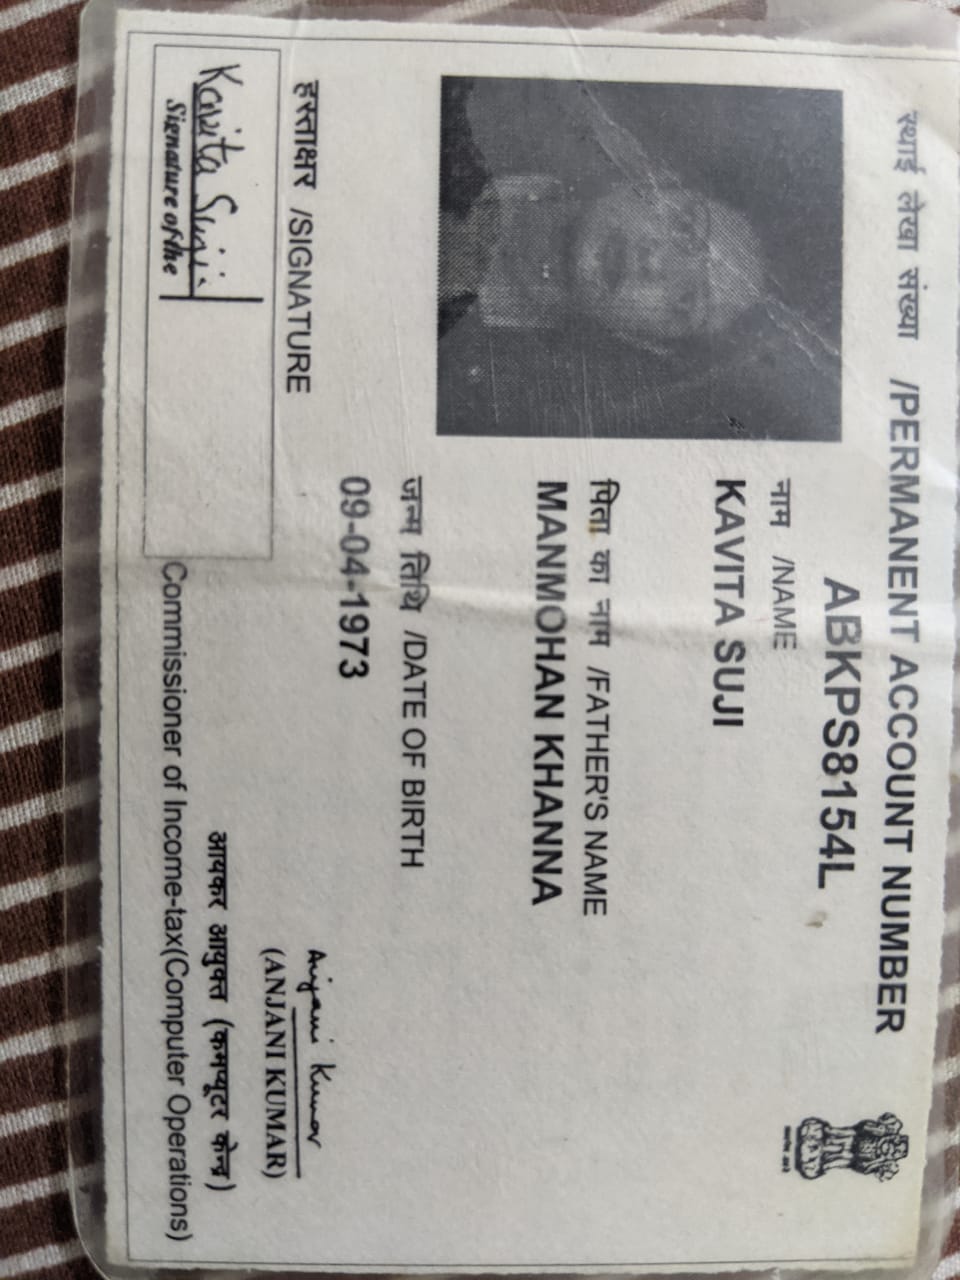 स्थाई लेखा संख्या /PERMANENT ACCOUNT NUMBER
ABKPS8154L
नाम /NAME
KAVITA SUJI
पिता का नाम /FATHER'S NAME
MANMOHAN KHANNA
जन्म तिथि /DATE OF BIRTH
09-04-1973
हस्ताक्षर /SIGNATURE
Kavita Suji
Signature of the
Anjani Kumar
(ANJANI KUMAR)
आयकर आयुक्त (कमप्यूटर केन्द्र)
Commissioner of Income-tax(Computer Operations)